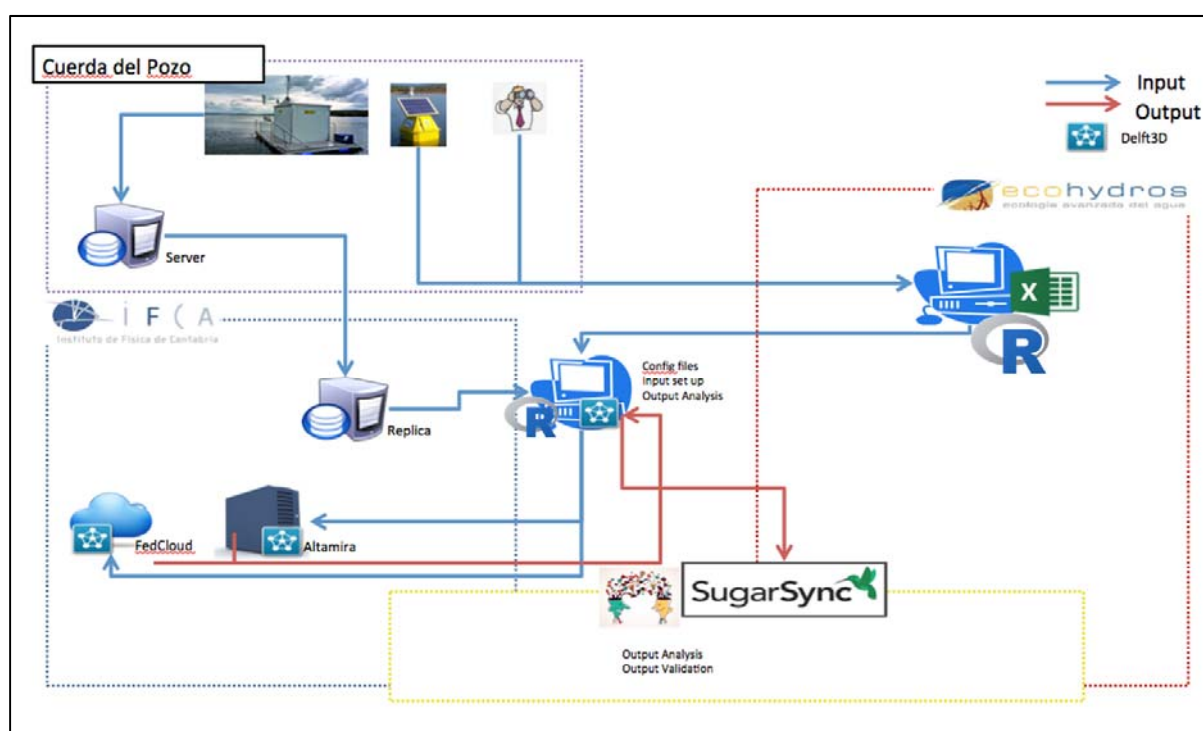 Cuerda del Pozo
Input
Output
Delft3D
ecohydros
ecología avanzada del agua
Server
X
R
IFCA
Instituto de Física de Cantabria
Config files
Input set up
Output Analysis
R
Replica
FedCloud
Altamira
SugarSync
Output Analysis
Output Validation